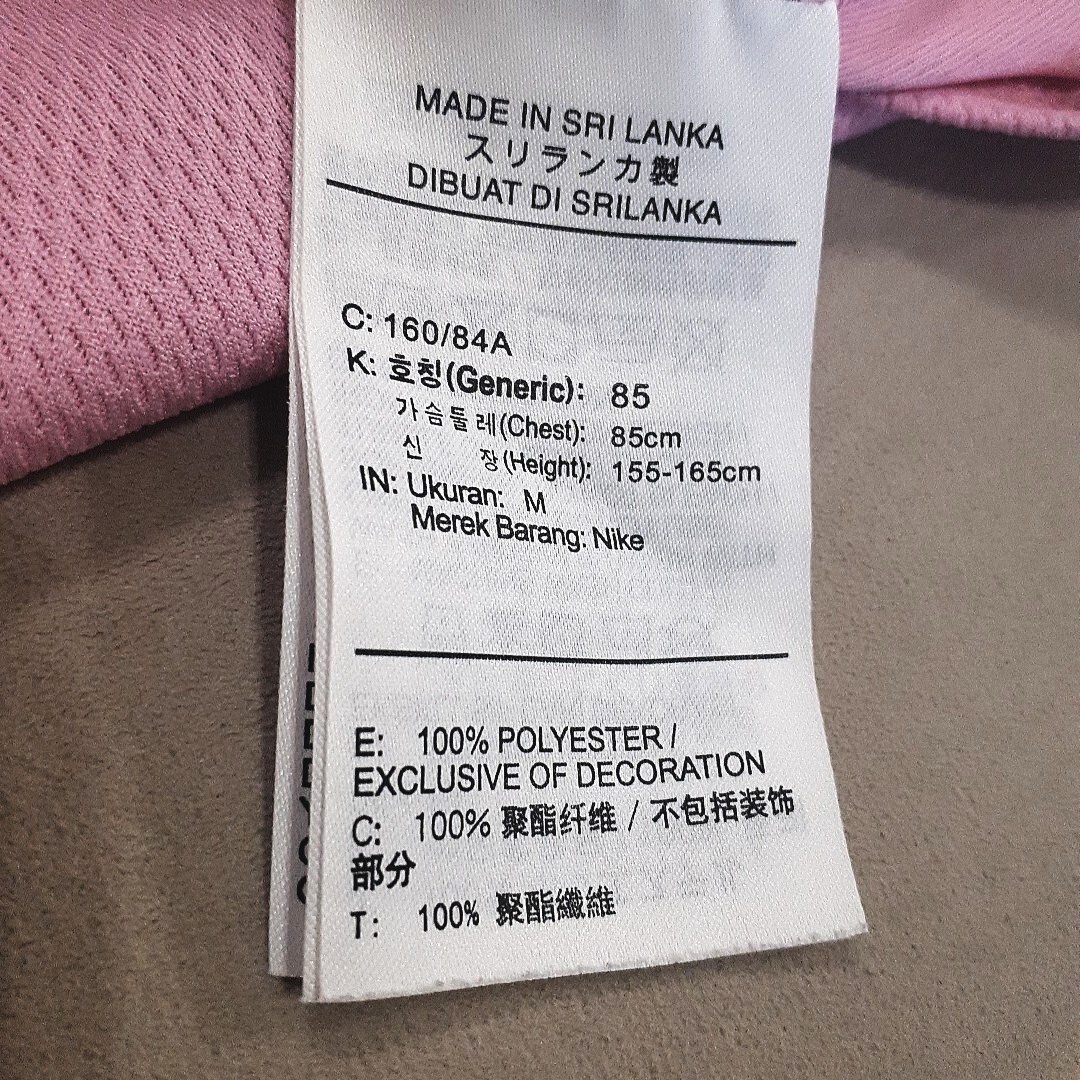 MADE IN SRI LANKA
スリランカ製
DIBUAT DI SRILANKA
C: 160/84A
K: 호칭(Generic): 85
가슴둘레(Chest): 85cm
신 장(Height): 155-165cm
IN: Ukuran: M
Merek Barang: Nike
E: 100% POLYESTER /
EXCLUSIVE OF DECORATION
C: 100% 聚酯纤维 / 不包括装饰
部分
T: 100% 聚酯纖維